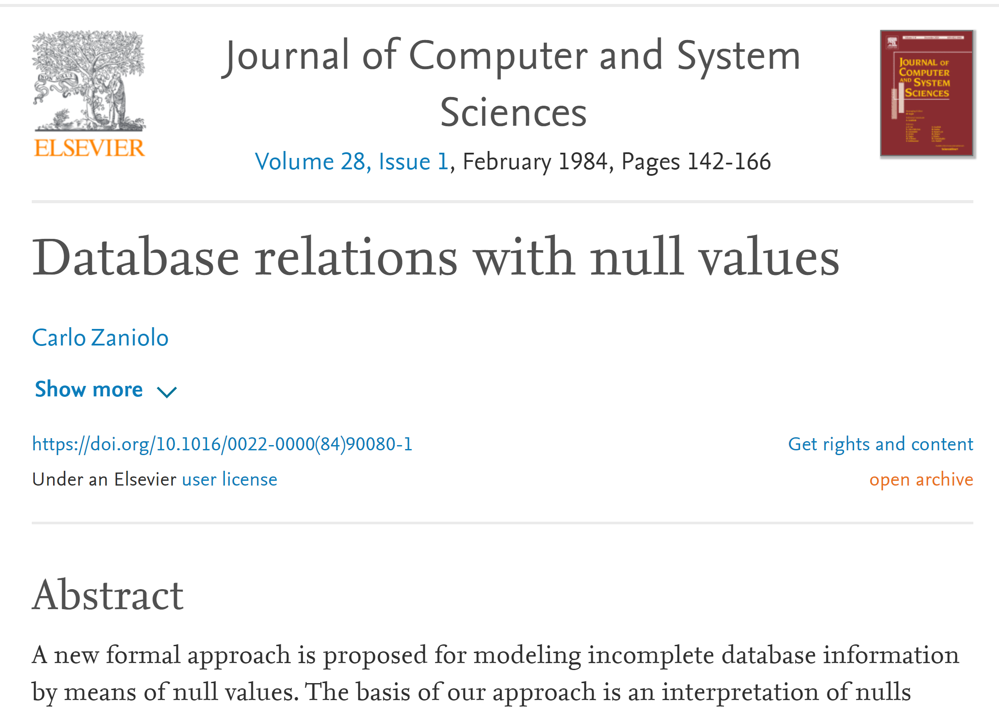 NON SOLUS
ELSEVIER
Journal of Computer and System
Sciences
Volume 28, Issue 1, February 1984, Pages 142-166
JOURNAL OF
COMPUTER
AND SYSTEM
SCIENCES
Database relations with null values
Carlo Zaniolo
Show more
https://doi.org/10.1016/0022-0000(84)90080-1
Get rights and content
Under an Elsevier user license
open archive
Abstract
A new formal approach is proposed for modeling incomplete database information
by means of null values. The basis of our approach is an interpretation of nulls